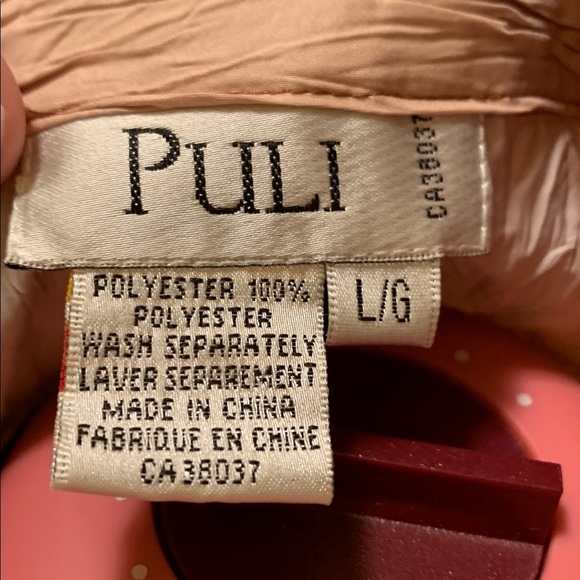 PULI
CA38037
L/G
POLYESTER 100%
POLYESTER
WASH SEPARATELY
LAVER SEPAREMENT
MADE IN CHINA
FABRIQUE EN CHINE
CA38037